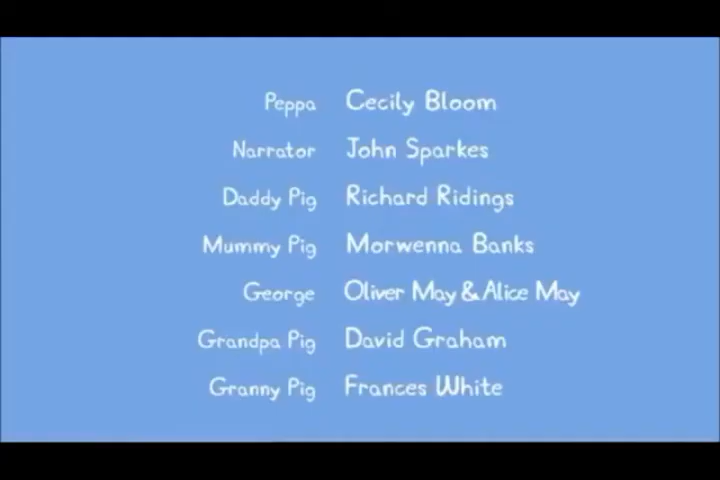 Peppa Cecily Bloom
Narrator John Sparkes
Daddy Pig Richard Ridings
Mummy Pig Morwenna Banks
George Oliver May & Alice May
Grandpa Pig David Graham
Granny Pig Frances White